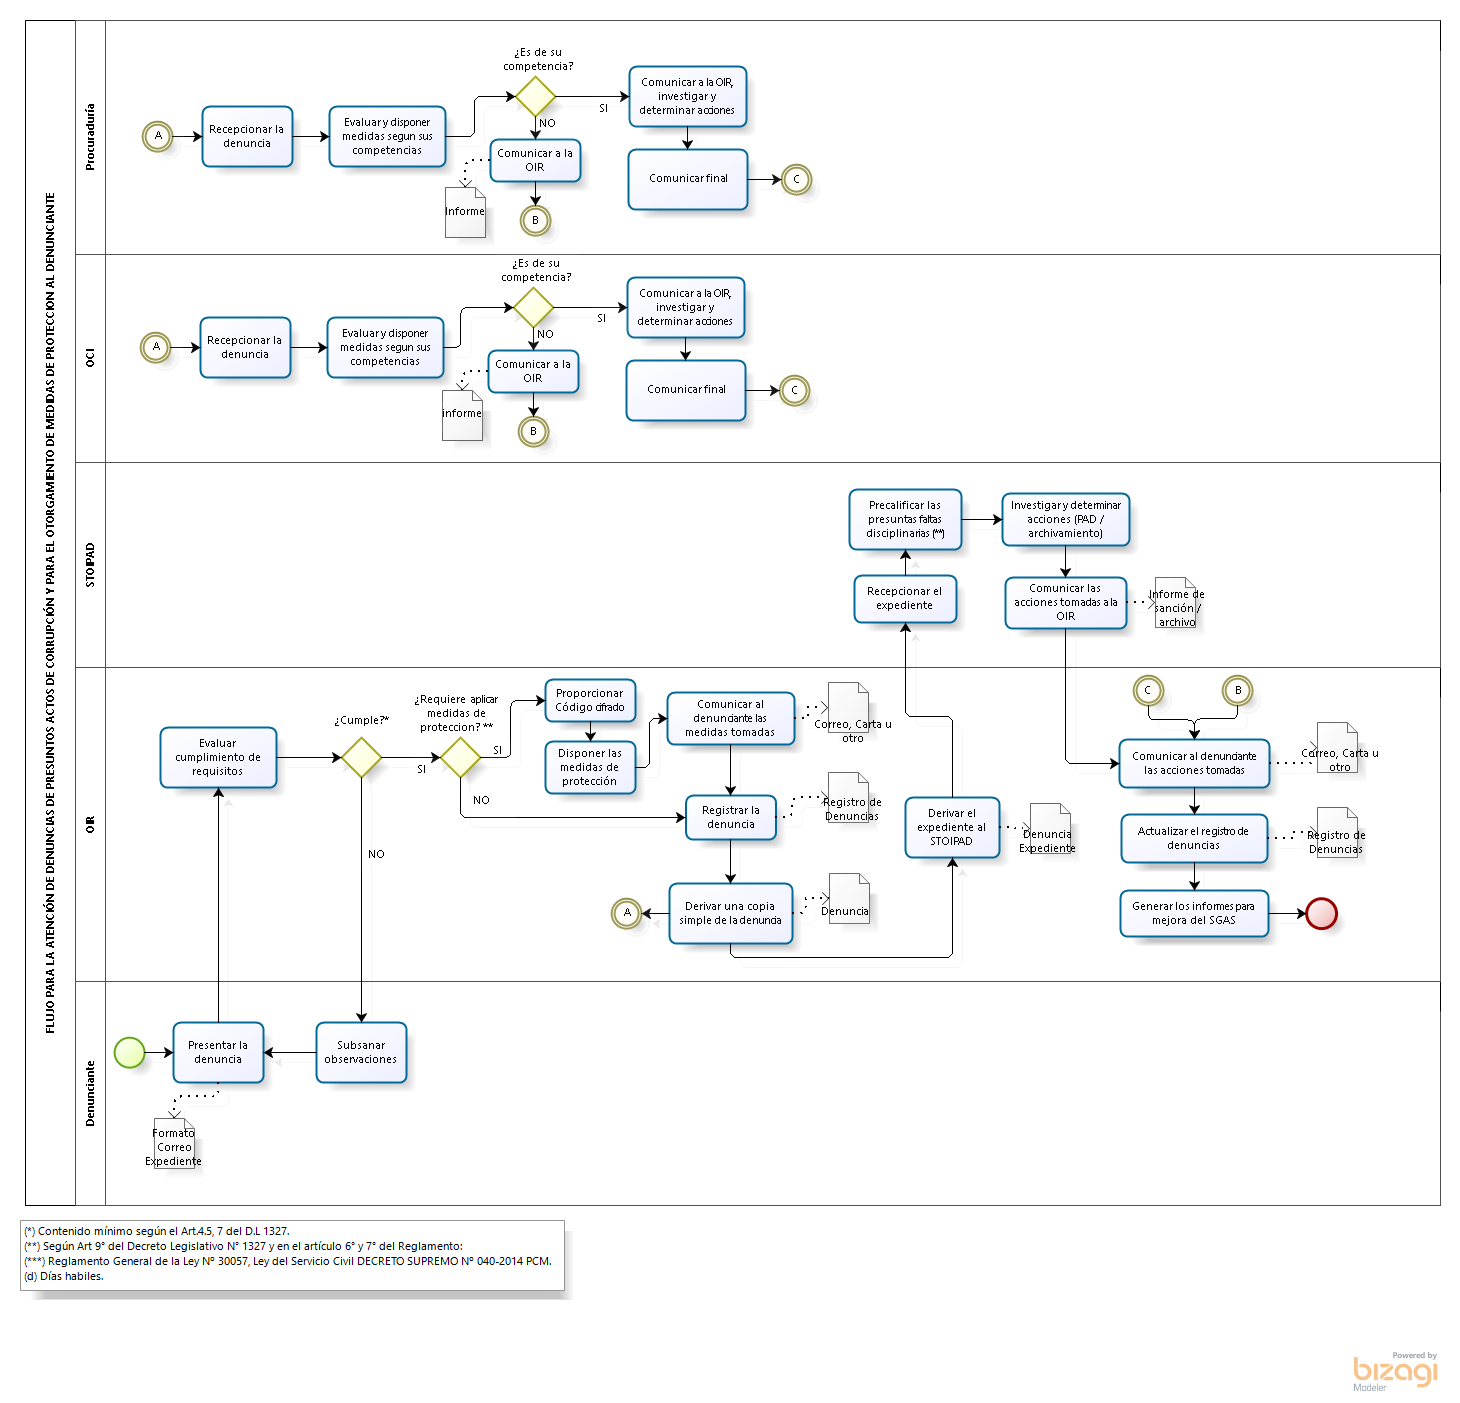 FLUJO PARA LA ATENCIÓN DE DENUNCIAS DE PRESUNTOS ACTOS DE CORRUPCIÓN Y PARA EL OTORGAMIENTO DE MEDIDAS DE PROTECCION AL DENUNCIANTE
Procuraduría
A
Recepcionar la
denuncia
Evaluar y disponer
medidas segun sus
competencias
¿Es de su
competencia?
SI
NO
Comunicar a la OIR,
investigar y
determinar acciones
Comunicar a la
OIR
Informe
B
Comunicar final
C
OCI
A
Recepcionar la
denuncia
Evaluar y disponer
medidas segun sus
competencias
¿Es de su
competencia?
SI
NO
Comunicar a la OIR,
investigar y
determinar acciones
Comunicar a la
OIR
informe
B
Comunicar final
C
STOIPAD
Precalificar las
presuntas faltas
disciplinarias (**)
Investigar y determinar
acciones (PAD /
archivamiento)
Recepcionar el
expediente
Comunicar las
acciones tomadas a la
OIR
Informe de
sanción /
archivo
OIR
Evaluar
cumplimiento de
requisitos
¿Cumple?*
SI
NO
¿Requiere aplicar
medidas de
proteccion? **
SI
NO
Proporcionar
Código cifrado
Disponer las
medidas de
protección
Comunicar al
denunciante las
medidas tomadas
Correo, Carta u
otro
Registrar la
denuncia
Registro de
Denuncias
Derivar una copia
simple de la denuncia
Denuncia
A
Derivar el
expediente al
STOIPAD
Denuncia
Expediente
C
B
Comunicar al denunciante
las acciones tomadas
Correo, Carta u
otro
Actualizar el registro de
denuncias
Registro de
Denuncias
Generar los informes para
mejora del SGAS
Denunciante
Presentar la
denuncia
Subsanar
observaciones
Formato
Correo
Expediente
(*) Contenido mínimo según el Art.4.5, 7 del D.L 1327.
(**) Según Art 9° del Decreto Legislativo N° 1327 y en el artículo 6° y 7° del Reglamento:
(***) Reglamento General de la Ley Nº 30057, Ley del Servicio Civil DECRETO SUPREMO Nº 040-2014 PCM.
(d) Días habiles.
Powered by
bizagi
Modeler